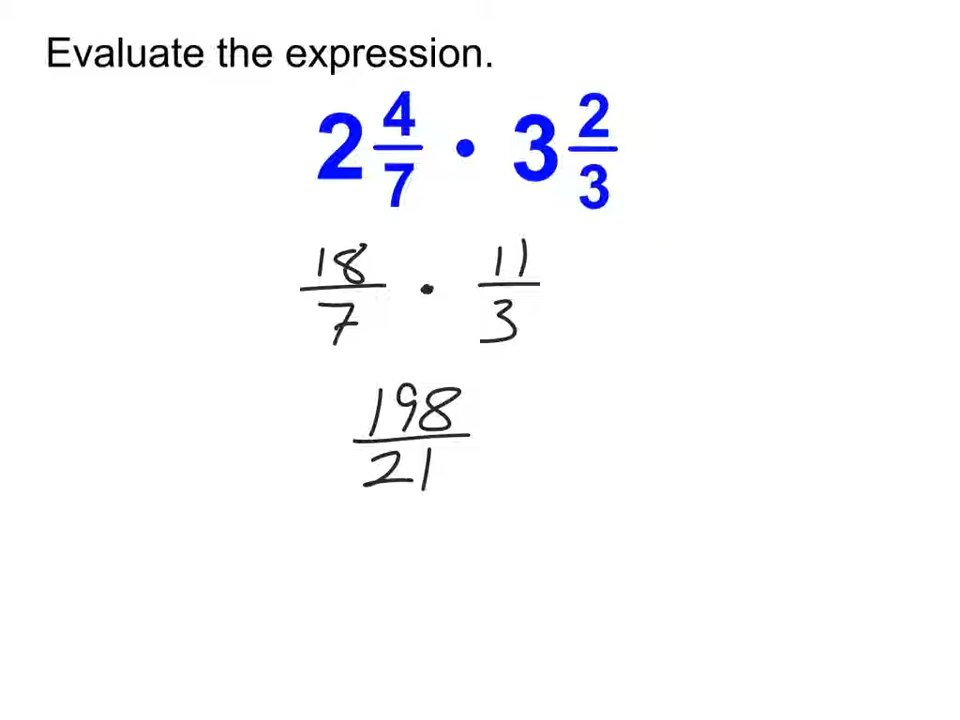 Evaluate the expression.
2 4/7 • 3 2/3
18/7 • 11/3
198/21